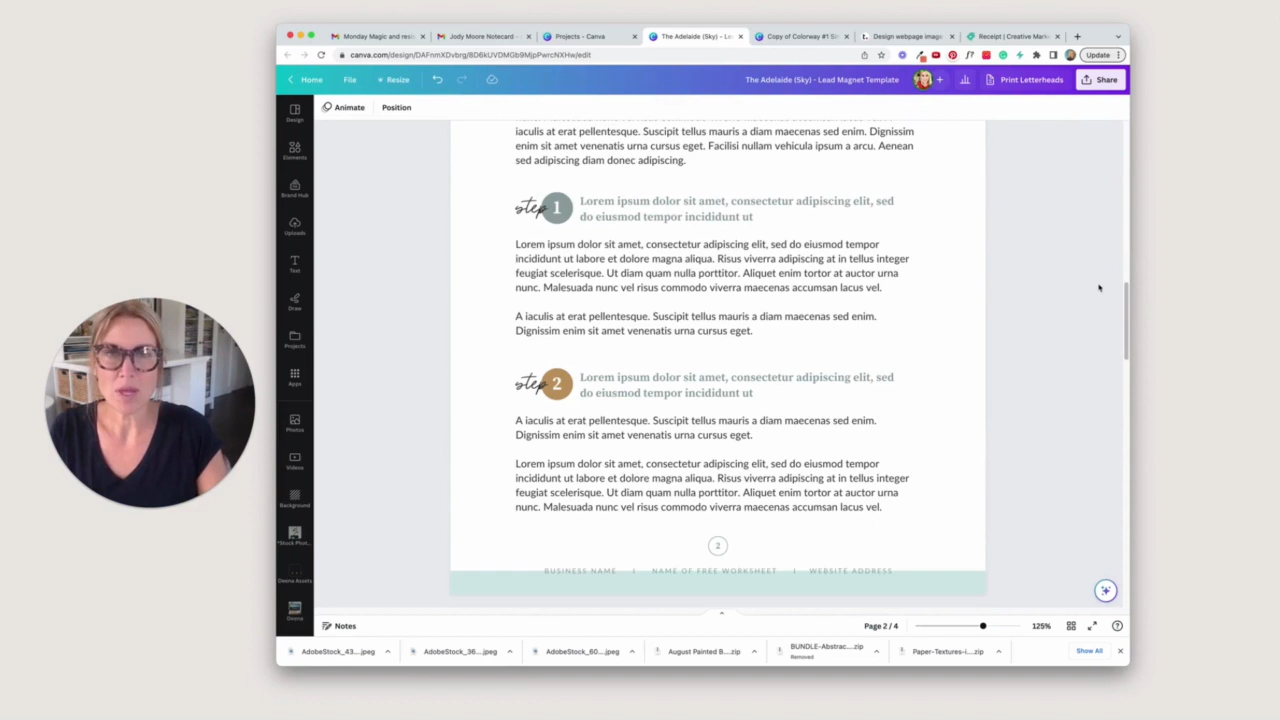 Monday Magic and res
Jody Moore Notecard -
Projects - Canva
The Adelaide (Sky) - Le
Copy of Colorway #1 Si
Design webpage image
Receipt | Creative Mark
canva.com/design/DAFnmXDvbrg/8D6kUVDMGb9MjpPwrcNXHw/edit
Update
Home
File
Resize
The Adelaide (Sky) - Lead Magnet Template
Print Letterheads
Share
Animate
Position
Design
Elements
Brand Hub
Uploads
Text
Draw
Projects
Apps
Photos
Videos
Background
*Stock Phot...
Deena Assets
Deena
iaculis at erat pellentesque. Suscipit tellus mauris a diam maecenas sed enim. Dignissim
enim sit amet venenatis urna cursus eget. Facilisi nullam vehicula ipsum a arcu. Aenean
sed adipiscing diam donec adipiscing.
step 1
Lorem ipsum dolor sit amet, consectetur adipiscing elit, sed
do eiusmod tempor incididunt ut
Lorem ipsum dolor sit amet, consectetur adipiscing elit, sed do eiusmod tempor
incididunt ut labore et dolore magna aliqua. Risus viverra adipiscing at in tellus integer
feugiat scelerisque. Ut diam quam nulla porttitor. Aliquet enim tortor at auctor urna
nunc. Malesuada nunc vel risus commodo viverra maecenas accumsan lacus vel.
A iaculis at erat pellentesque. Suscipit tellus mauris a diam maecenas sed enim.
Dignissim enim sit amet venenatis urna cursus eget.
step 2
Lorem ipsum dolor sit amet, consectetur adipiscing elit, sed
do eiusmod tempor incididunt ut
A iaculis at erat pellentesque. Suscipit tellus mauris a diam maecenas sed enim.
Dignissim enim sit amet venenatis urna cursus eget.
Lorem ipsum dolor sit amet, consectetur adipiscing elit, sed do eiusmod tempor
incididunt ut labore et dolore magna aliqua. Risus viverra adipiscing at in tellus integer
feugiat scelerisque. Ut diam quam nulla porttitor. Aliquet enim tortor at auctor urna
nunc. Malesuada nunc vel risus commodo viverra maecenas accumsan lacus vel.
2
BUSINESS NAME | NAME OF FREE WORKSHEET | WEBSITE ADDRESS
Notes
Page 2 / 4
125%
AdobeStock_43....jpeg
AdobeStock_36....jpeg
AdobeStock_60....jpeg
August Painted B....zip
BUNDLE-Abstrac....zip
Removed
Paper-Textures-i....zip
Show All